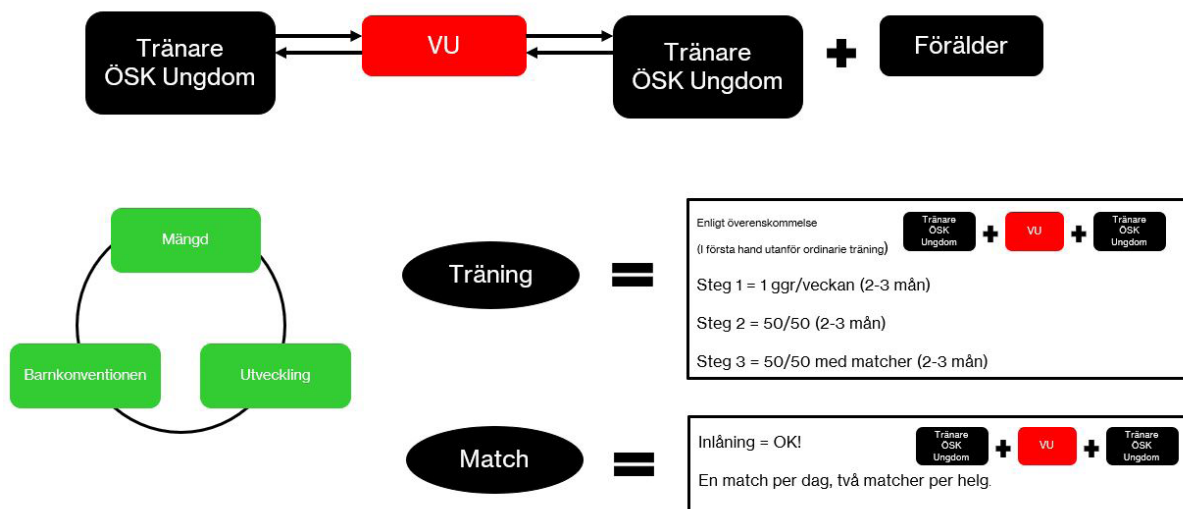 Tränare
ÖSK Ungdom
VU
Tränare
ÖSK Ungdom
Förälder
Mängd
Barnkonventionen
Utveckling
Träning
Enligt överenskommelse
(I första hand utanför ordinarie träning)
Tränare
ÖSK
Ungdom
VU
Tränare
ÖSK
Ungdom
Steg 1 = 1 ggr/veckan (2-3 mån)
Steg 2 = 50/50 (2-3 mån)
Steg 3 = 50/50 med matcher (2-3 mån)
Match
Inlåning = OK!
Tränare
ÖSK
Ungdom
VU
Tränare
ÖSK
Ungdom
En match per dag, två matcher per helg.